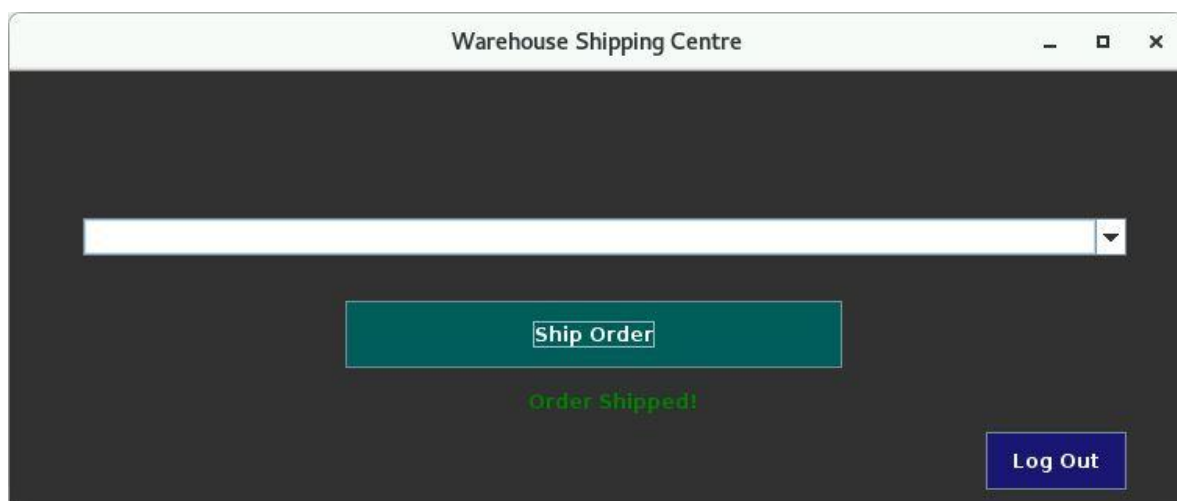 Warehouse Shipping Centre
Ship Order
Order Shipped!
Log Out